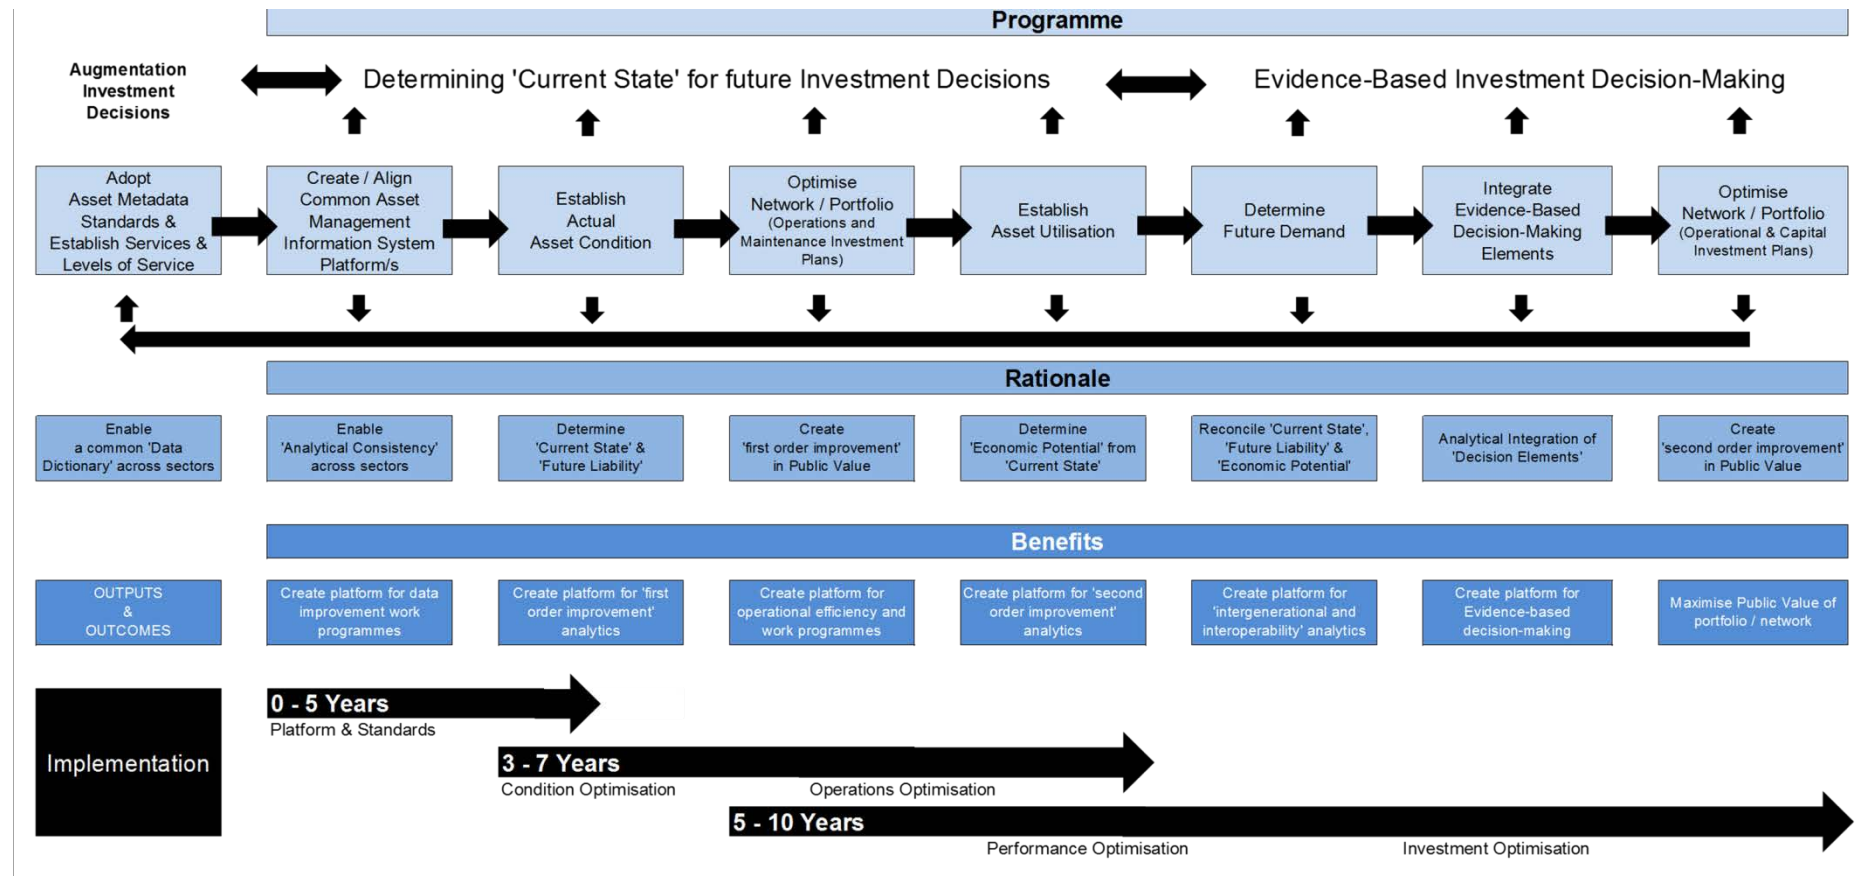 Programme
Augmentation
Investment
Decisions
Determining 'Current State' for future Investment Decisions
Evidence-Based Investment Decision-Making
Adopt
Asset Metadata
Standards &
Establish Services &
Levels of Service
Create / Align
Common Asset
Management
Information System
Platform/s
Establish
Actual
Asset Condition
Optimise
Network / Portfolio
(Operations and
Maintenance Investment
Plans)
Establish
Asset Utilisation
Determine
Future Demand
Integrate
Evidence-Based
Decision-Making
Elements
Optimise
Network / Portfolio
(Operational & Capital
Investment Plans)
Rationale
Enable
a common 'Data
Dictionary' across sectors
Enable
'Analytical Consistency'
across sectors
Determine
'Current State' &
'Future Liability'
Create
'first order improvement'
in Public Value
Determine
'Economic Potential' from
'Current State'
Reconcile 'Current State',
'Future Liability' &
'Economic Potential'
Analytical Integration of
'Decision Elements'
Create
'second order improvement'
in Public Value
Benefits
OUTPUTS
&
OUTCOMES
Create platform for data
improvement work
programmes
Create platform for 'first
order improvement'
analytics
Create platform for
operational efficiency and
work programmes
Create platform for 'second
order improvement'
analytics
Create platform for
'intergenerational and
interoperability' analytics
Create platform for
Evidence-based
decision-making
Maximise Public Value of
portfolio / network
Implementation
0 - 5 Years
Platform & Standards
3 - 7 Years
Condition Optimisation
Operations Optimisation
5 - 10 Years
Performance Optimisation
Investment Optimisation